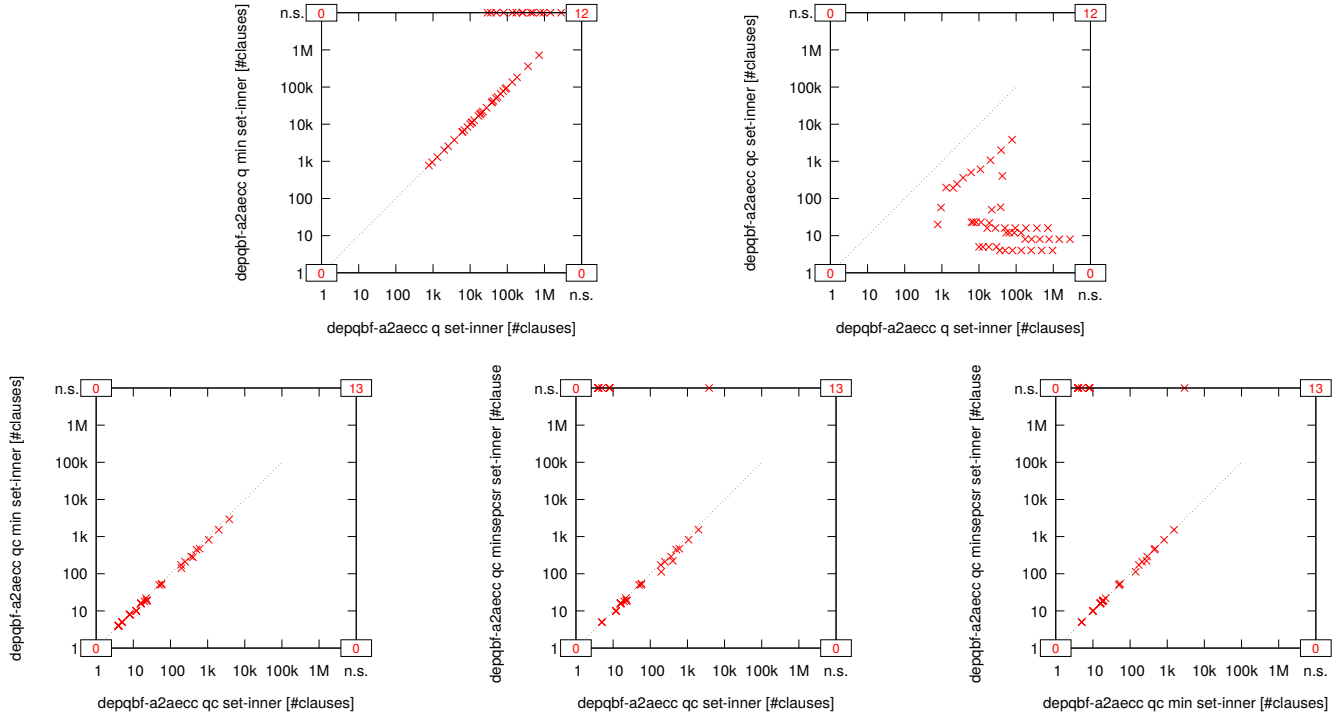 n.s. 0 12
1M
100k
10k
1k
100
10
1 0 0
1 10 100 1k 10k 100k 1M n.s.
depqbf-a2aecc q min set-inner [#clauses]
depqbf-a2aecc q set-inner [#clauses]
n.s. 0 12
1M
100k
10k
1k
100
10
1 0 0
1 10 100 1k 10k 100k 1M n.s.
depqbf-a2aecc qc set-inner [#clauses]
depqbf-a2aecc q set-inner [#clauses]
n.s. 0 13
1M
100k
10k
1k
100
10
1 0 0
1 10 100 1k 10k 100k 1M n.s.
depqbf-a2aecc qc min set-inner [#clauses]
depqbf-a2aecc qc set-inner [#clauses]
n.s. 0 13
1M
100k
10k
1k
100
10
1 0 0
1 10 100 1k 10k 100k 1M n.s.
depqbf-a2aecc qc minsepcsr set-inner [#clause
depqbf-a2aecc qc set-inner [#clauses]
n.s. 0 13
1M
100k
10k
1k
100
10
1 0 0
1 10 100 1k 10k 100k 1M n.s.
depqbf-a2aecc qc minsepcsr set-inner [#clause
depqbf-a2aecc qc min set-inner [#clauses]